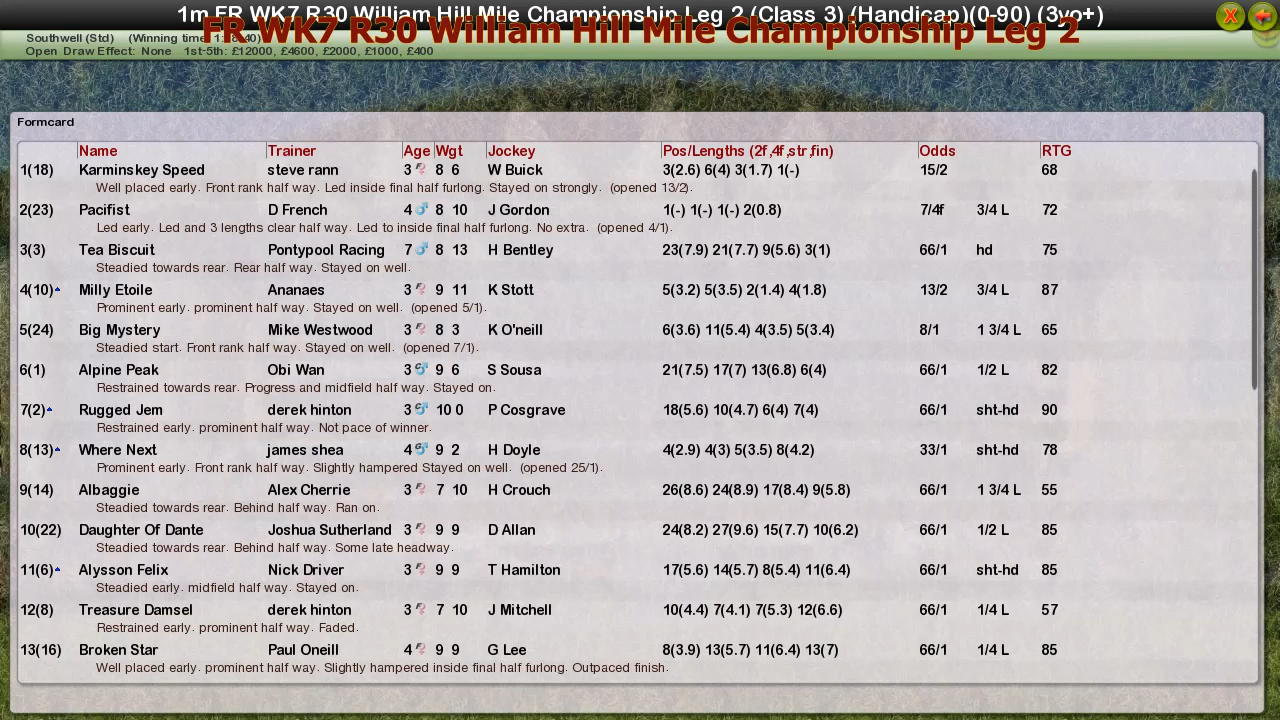 1m FR WK7 R30 William Hill Mile Championship Leg 2 (Class 3) (Handicap)(0-90) (3yo+)
FR WK7 R30 William Hill Mile Championship Leg 2
Southwell (Std) (Winning time
Open Draw Effect: None 1st-5th: £12000, £4600, £2000, £1000, £400
Formcard
Name Trainer Age Wgt Jockey Pos/Lengths (2f,4f,str,fin) Odds RTG
1(18) Karminskey Speed steve rann 3 8 6 W Buick 3(2.6) 6(4) 3(1.7) 1(-) 15/2 68
Well placed early. Front rank half way. Led inside final half furlong. Stayed on strongly. (opened 13/2).
2(23) Pacifist D French 4 8 10 J Gordon 1(-) 1(-) 1(-) 2(0.8) 7/4f 3/4 L 72
Led early. Led and 3 lengths clear half way. Led to inside final half furlong. No extra. (opened 4/1).
3(3) Tea Biscuit Pontypool Racing 7 8 13 H Bentley 23(7.9) 21(7.7) 9(5.6) 3(1) 66/1 hd 75
Steadied towards rear. Rear half way. Stayed on well.
4(10) Milly Etoile Ananaes 3 9 11 K Stott 5(3.2) 5(3.5) 2(1.4) 4(1.8) 13/2 3/4 L 87
Prominent early. prominent half way. Stayed on well. (opened 5/1).
5(24) Big Mystery Mike Westwood 3 8 3 K O'neill 6(3.6) 11(5.4) 4(3.5) 5(3.4) 8/1 1 3/4 L 65
Steadied start. Front rank half way. Stayed on well. (opened 7/1).
6(1) Alpine Peak Obi Wan 3 9 6 S Sousa 21(7.5) 17(7) 13(6.8) 6(4) 66/1 1/2 L 82
Restrained towards rear. Progress and midfield half way. Stayed on.
7(2) Rugged Jem derek hinton 3 10 0 P Cosgrave 18(5.6) 10(4.7) 6(4) 7(4) 66/1 sht-hd 90
Restrained early. prominent half way. Not pace of winner.
8(13) Where Next james shea 4 9 2 H Doyle 4(2.9) 4(3) 5(3.5) 8(4.2) 33/1 sht-hd 78
Prominent early. Front rank half way. Slightly hampered Stayed on well. (opened 25/1).
9(14) Albaggie Alex Cherrie 3 7 10 H Crouch 26(8.6) 24(8.9) 17(8.4) 9(5.8) 66/1 1 3/4 L 55
Steadied towards rear. Behind half way. Ran on.
10(22) Daughter Of Dante Joshua Sutherland 3 9 9 D Allan 24(8.2) 27(9.6) 15(7.7) 10(6.2) 66/1 1/2 L 85
Steadied towards rear. Behind half way. Some late headway.
11(6) Alysson Felix Nick Driver 3 9 9 T Hamilton 17(5.6) 14(5.7) 8(5.4) 11(6.4) 66/1 sht-hd 85
Steadied early. midfield half way. Stayed on.
12(8) Treasure Damsel derek hinton 3 7 10 J Mitchell 10(4.4) 7(4.1) 7(5.3) 12(6.6) 66/1 1/4 L 57
Restrained early. prominent half way. Faded.
13(16) Broken Star Paul Oneill 4 9 9 G Lee 8(3.9) 13(5.7) 11(6.4) 13(7) 66/1 1/4 L 85
Well placed early. prominent half way. Slightly hampered inside final half furlong. Outpaced finish.